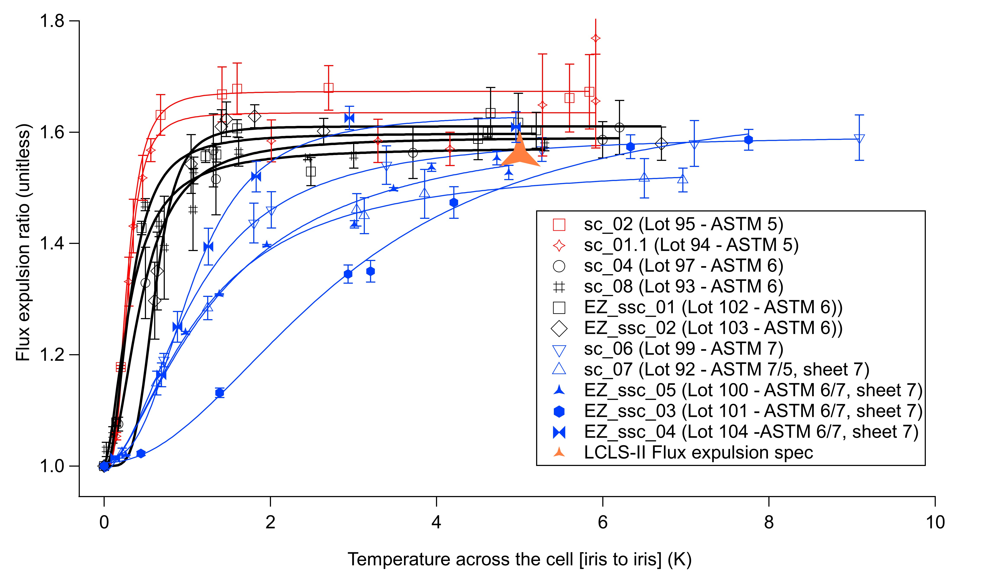 1.8
1.6
1.4
1.2
1.0
Flux expulsion ratio (unitless)
sc_02 (Lot 95 - ASTM 5)
sc_01.1 (Lot 94 - ASTM 5)
sc_04 (Lot 97 - ASTM 6)
sc_08 (Lot 93 - ASTM 6)
EZ_ssc_01 (Lot 102 - ASTM 6))
EZ_ssc_02 (Lot 103 - ASTM 6))
sc_06 (Lot 99 - ASTM 7)
sc_07 (Lot 92 - ASTM 7/5, sheet 7)
EZ_ssc_05 (Lot 100 - ASTM 6/7, sheet 7)
EZ_ssc_03 (Lot 101 - ASTM 6/7, sheet 7)
EZ_ssc_04 (Lot 104 -ASTM 6/7, sheet 7)
LCLS-II Flux expulsion spec
0 2 4 6 8 10
Temperature across the cell [iris to iris] (K)